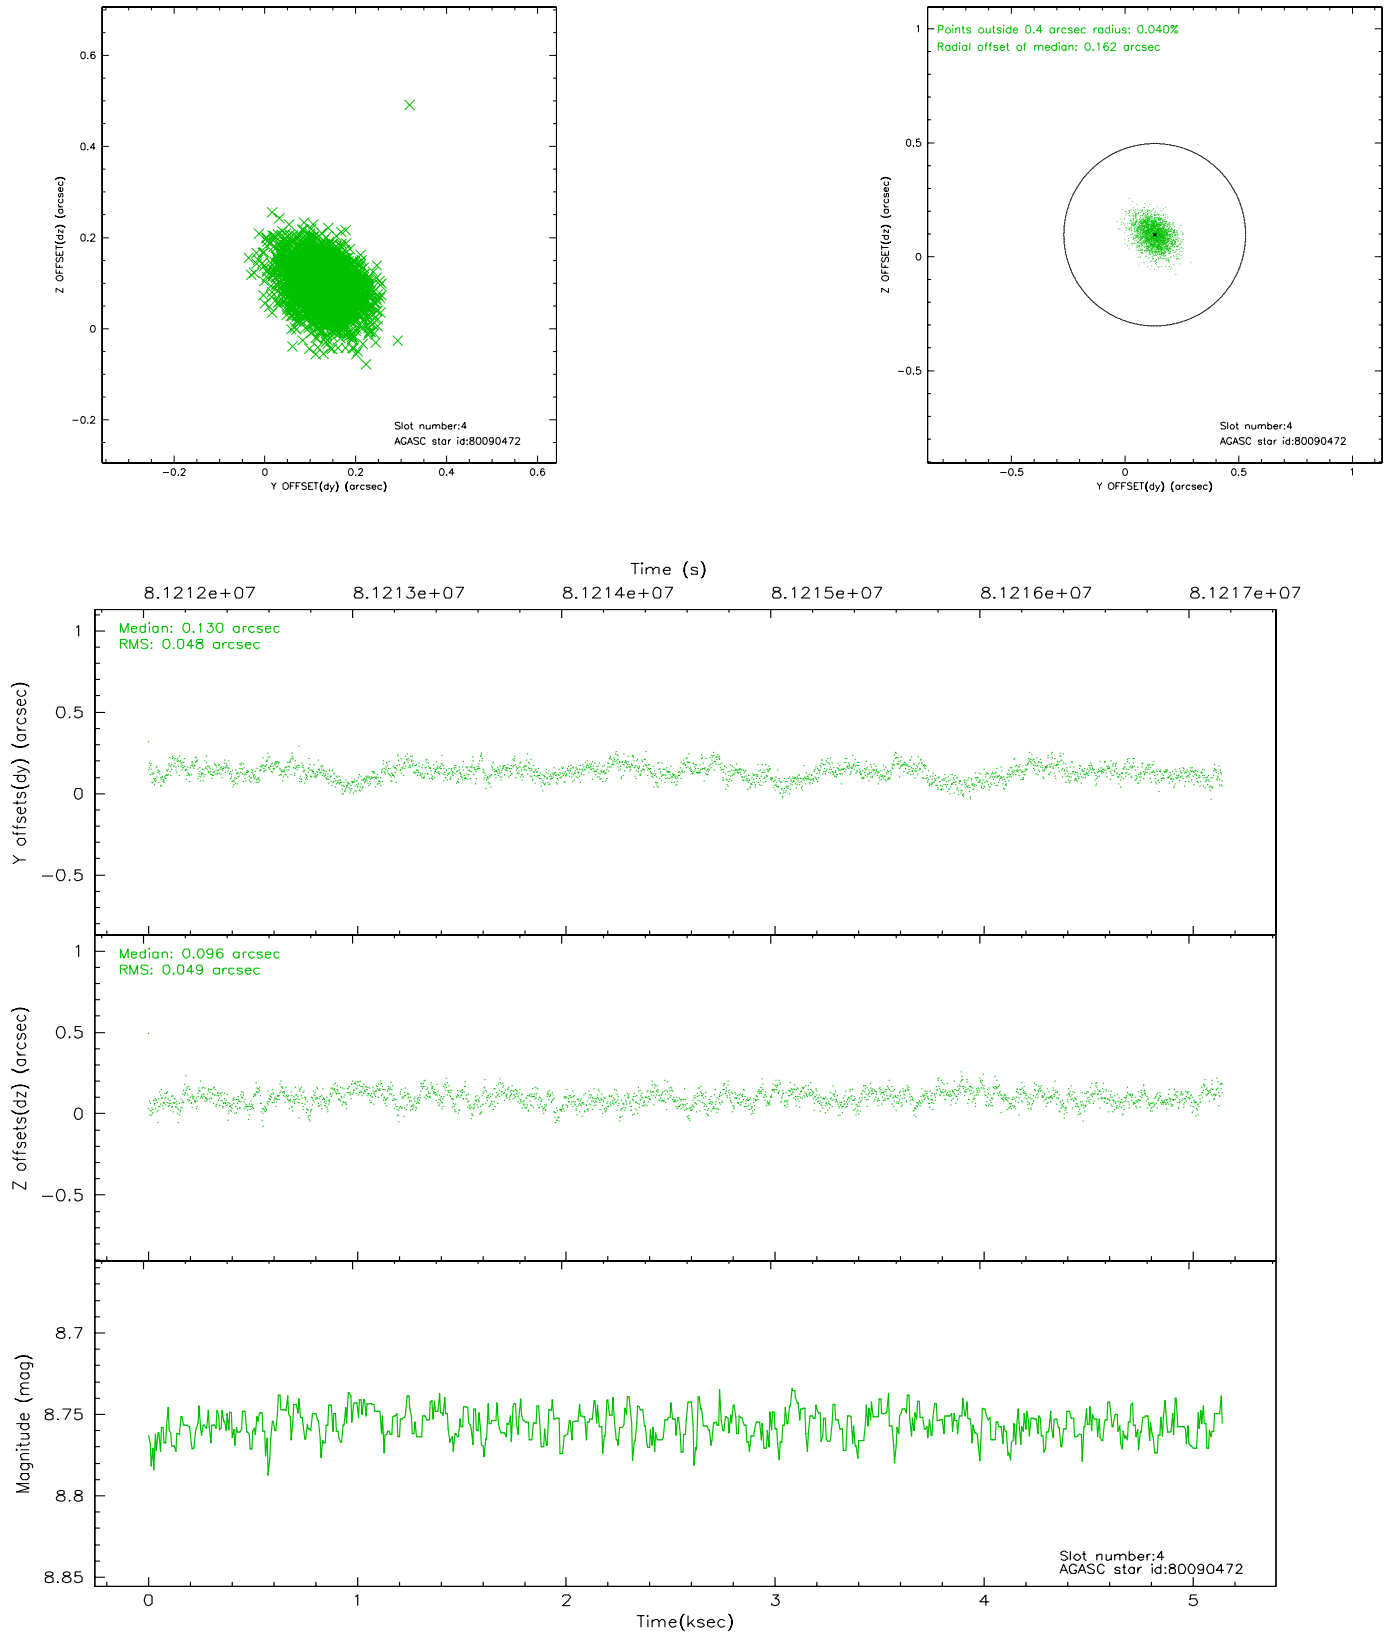 0.6
0.4
0.2
0
−0.2
Z OFFSET(dz) (arcsec)
Slot number:4
AGASC star id:80090472
−0.2 0 0.2 0.4 0.6
Y OFFSET(dy) (arcsec)
Points outside 0.4 arcsec radius: 0.040%
Radial offset of median: 0.162 arcsec
1
0.5
0
−0.5
Z OFFSET(dz) (arcsec)
Slot number:4
AGASC star id:80090472
−0.5 0 0.5 1
Y OFFSET(dy) (arcsec)
Time (s)
8.1212e+07 8.1213e+07 8.1214e+07 8.1215e+07 8.1216e+07 8.1217e+07
Median: 0.130 arcsec
RMS: 0.048 arcsec
1
0.5
0
−0.5
Y offsets(dy) (arcsec)
Median: 0.096 arcsec
RMS: 0.049 arcsec
1
0.5
0
−0.5
Z offsets(dz) (arcsec)
8.7
8.75
8.8
8.85
Magnitude (mag)
Slot number:4
AGASC star id:80090472
0 1 2 3 4 5
Time(ksec)